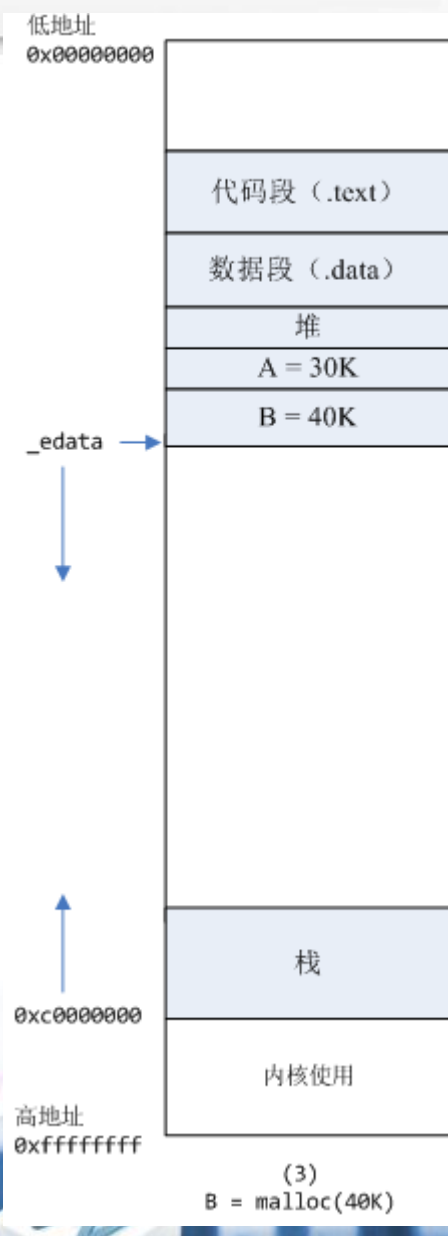 低地址
0x00000000
代码段（.text）
数据段（.data）
堆
A = 30K
B = 40K
_edata
栈
0xc0000000
内核使用
高地址
0xffffffff
(3)
B = malloc(40K)